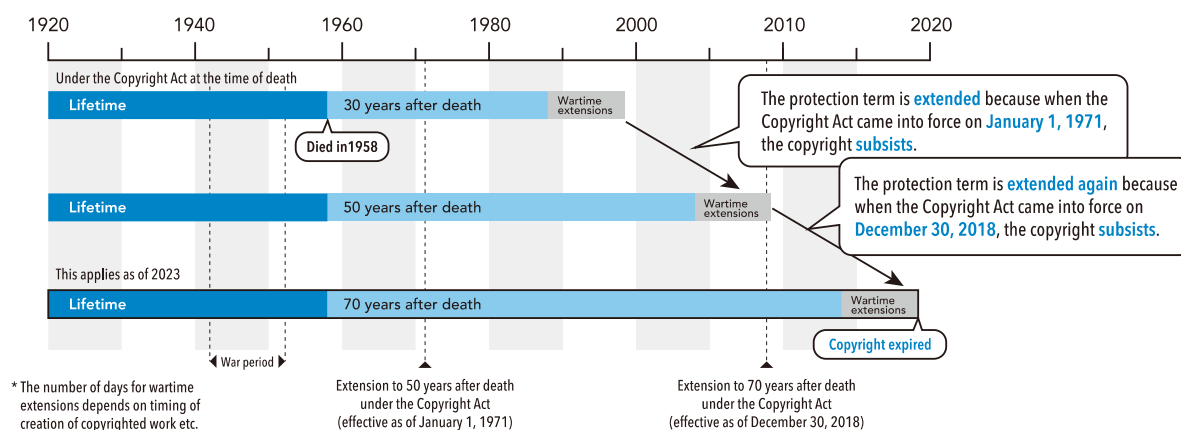 1920 1940 1960 1980 2000 2000 2020
Under the Copyright Act at the time of death
Lifetime
30 years after death
Wartime
extensions
Died in1958
The protection term is extended because when the
Copyright Act came into force on January 1, 1971,
the copyright subsists.
Lifetime
50 years after death
Wartime
extensions
The protection term is extended again because
when the Copyright Act came into force on
December 30, 2018, the copyright subsists.
This applies as of 2023
Lifetime
70 years after death
Wartime
extensions
Copyright expired
War period
* The number of days for wartime
extensions depends on timing of
creation of copyrighted work etc.
Extension to 50 years after death
under the Copyright Act
(effective as of January 1, 1971)
Extension to 70 years after death
under the Copyright Act
(effective as of December 30, 2018)